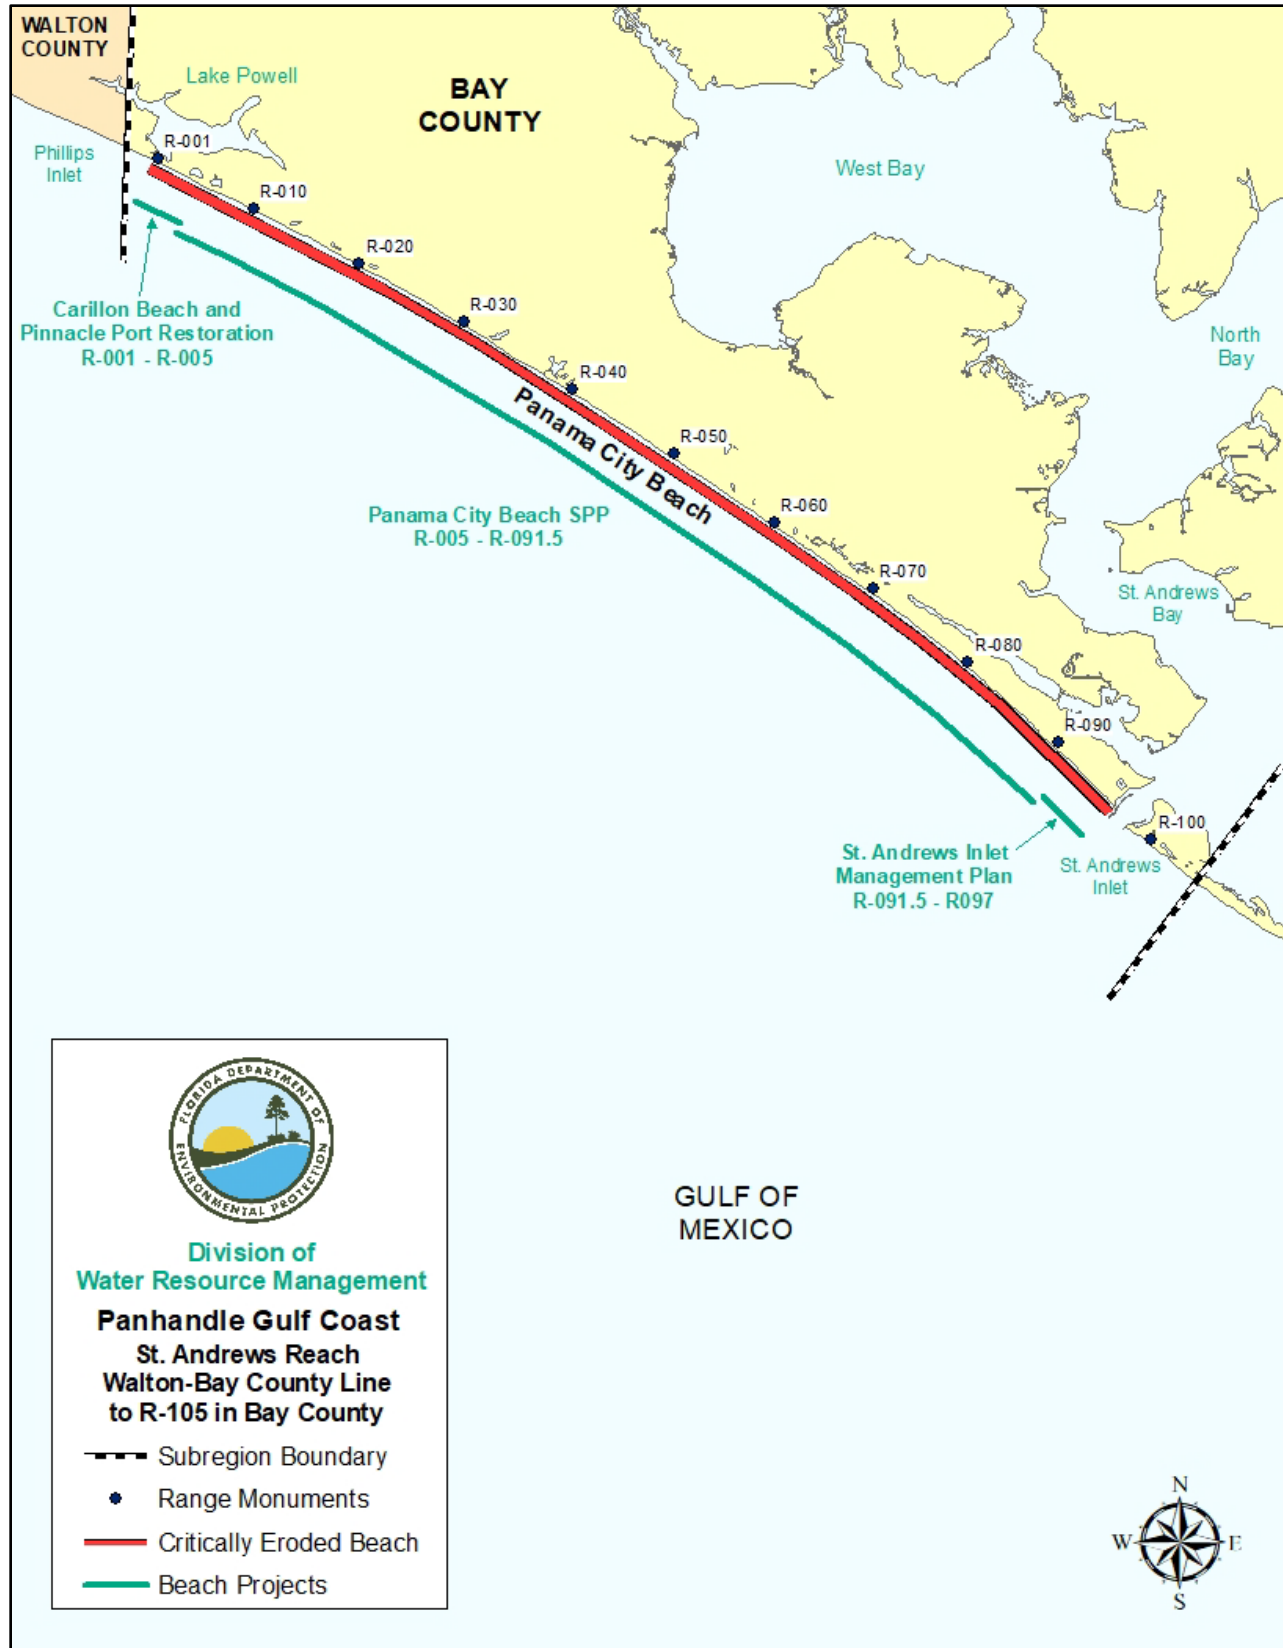 WALTON
COUNTY
Lake Powell
BAY
COUNTY
Phillips
Inlet
R-001
West Bay
R-010
R-020
Carillon Beach and
Pinnacle Port Restoration
R-001 - R-005
R-030
North
Bay
R-040
Panama City Beach
R-050
Panama City Beach SPP
R-005 - R-091.5
R-060
R-070
St. Andrews
Bay
R-080
R-090
R-100
St. Andrews Inlet
Management Plan
R-091.5 - R097
St. Andrews
Inlet
FLORIDA DEPARTMENT OF
ENVIRONMENTAL PROTECTION
Division of
Water Resource Management
Panhandle Gulf Coast
St. Andrews Reach
Walton-Bay County Line
to R-105 in Bay County
Subregion Boundary
Range Monuments
Critically Eroded Beach
Beach Projects
GULF OF
MEXICO
N
W E
S